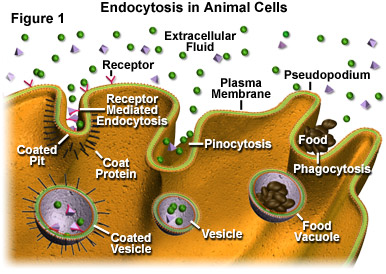 Endocytosis in Animal Cells
Figure 1
Extracellular
Fluid
Receptor
Pseudopodium
Plasma
Membrane
Receptor
Mediated
Endocytosis
Food
Pinocytosis
Coated
Pit
Coat
Protein
Phagocytosis
Coated
Vesicle
Vesicle
Food
Vacuole